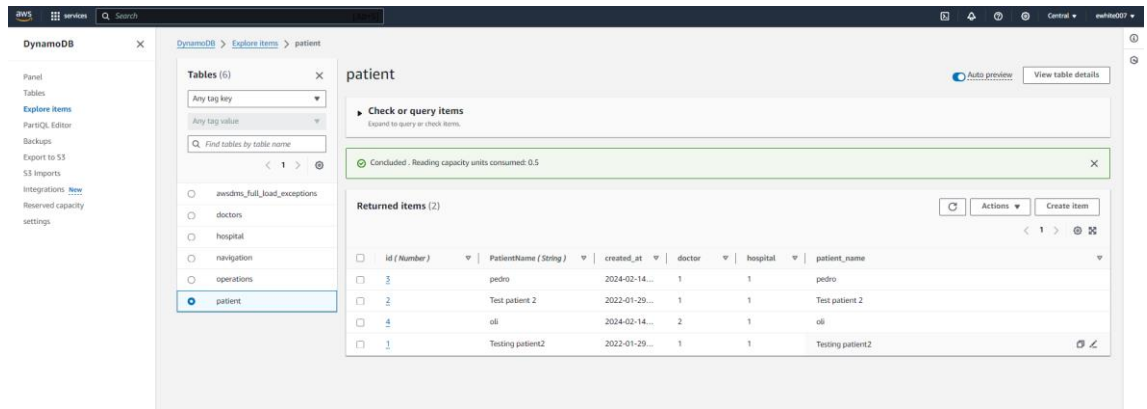 aws services Search Central ewhite007
DynamoDB
Panel
Tables
Explore items
PartiQL Editor
Backups
Export to S3
S3 Imports
Integrations New
Reserved capacity
settings
DynamoDB > Explore items > patient
Tables (6)
Any tag key
Any tag value
Find tables by table name
< 1 >
awsdms_full_load_exceptions
doctors
hospital
navigation
operations
patient
patient
Auto preview View table details
Check or query items
Expand to query or check items.
Concluded . Reading capacity units consumed: 0.5
Returned items (2)
Actions Create item
< 1 >
id (Number) PatientName (String) created_at doctor hospital patient_name
3 pedro 2024-02-14... 1 1 pedro
2 Test patient 2 2022-01-29... 1 1 Test patient 2
4 oli 2024-02-14... 2 1 oli
1 Testing patient2 2022-01-29... 1 1 Testing patient2